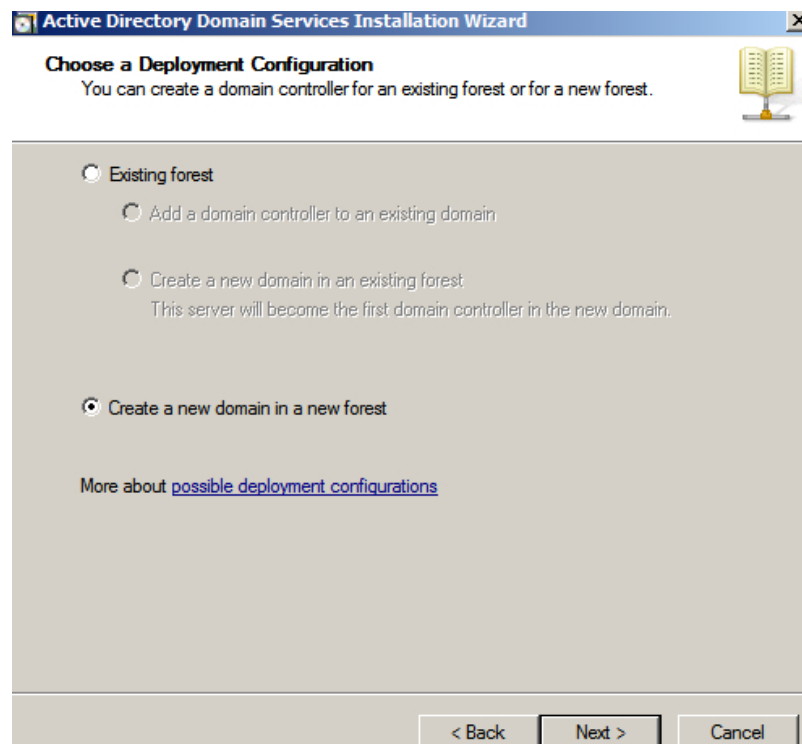 Active Directory Domain Services Installation Wizard
Choose a Deployment Configuration
You can create a domain controller for an existing forest or for a new forest.
Existing forest
Add a domain controller to an existing domain
Create a new domain in an existing forest
This server will become the first domain controller in the new domain.
Create a new domain in a new forest
More about possible deployment configurations
< Back Next > Cancel